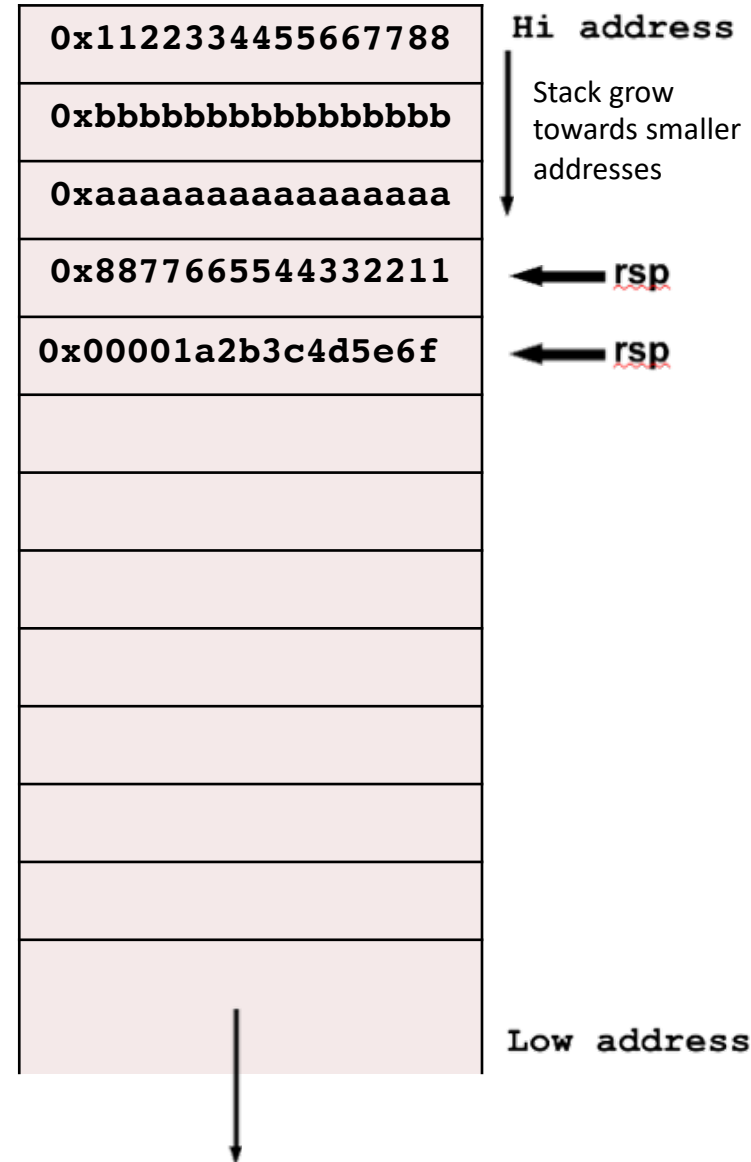 0x1122334455667788
Hi address
Stack grow
towards smaller
addresses
0xbbbbbbbbbbbbbbbb
0xaaaaaaaaaaaaaaaa
0x8877665544332211
rsp
0x00001a2b3c4d5e6f
rsp
Low address